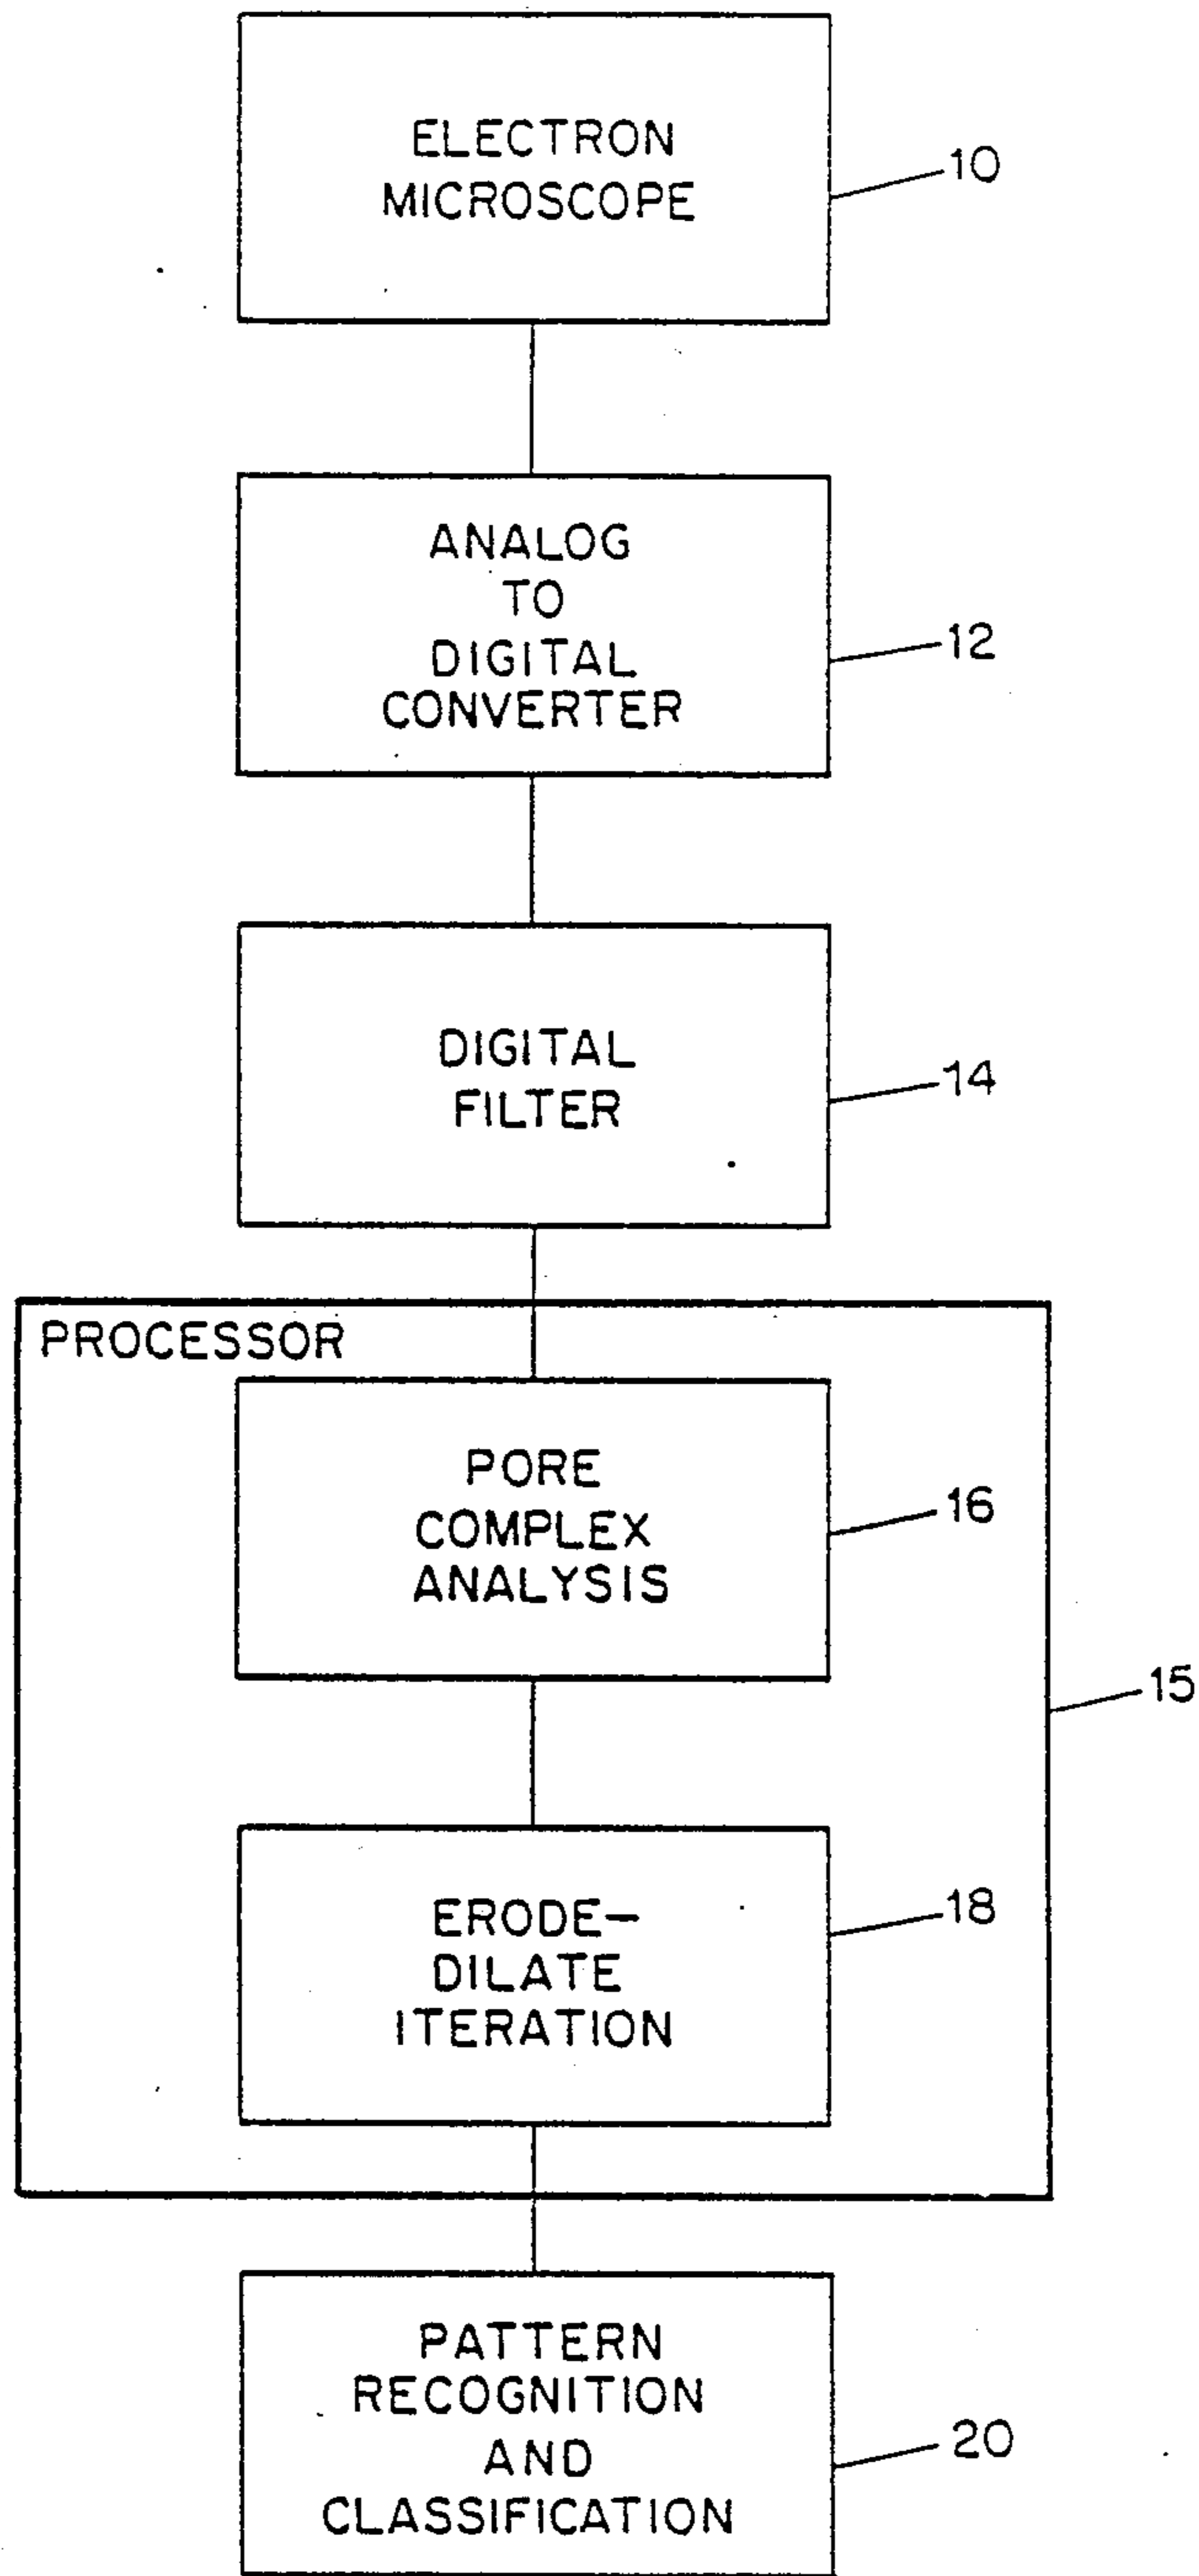 ELECTRON
MICROSCOPE
10
ANALOG
TO
DIGITAL
CONVERTER
12
DIGITAL
FILTER
14
PROCESSOR
PORE
COMPLEX
ANALYSIS
16
15
ERODE-
DILATE
ITERATION
18
PATTERN
RECOGNITION
AND
CLASSIFICATION
20